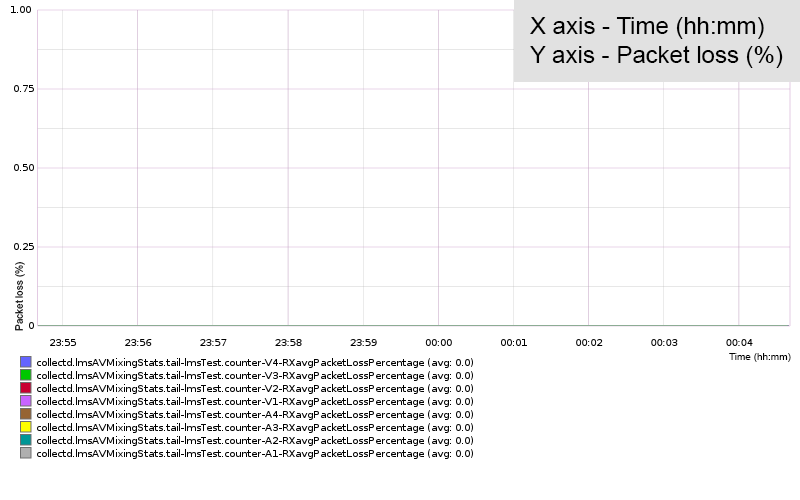 X axis - Time (hh:mm)
Y axis - Packet loss (%)
1.00
0.75
0.50
0.25
0
Packet loss (%)
23:55 23:56 23:57 23:58 23:59 00:00 00:01 00:02 00:03 00:04
Time (hh:mm)
collectd.lmsAVMixingStats.tail-lmsTest.counter-V4-RXavgPacketLossPercentage (avg: 0.0)
collectd.lmsAVMixingStats.tail-lmsTest.counter-V3-RXavgPacketLossPercentage (avg: 0.0)
collectd.lmsAVMixingStats.tail-lmsTest.counter-V2-RXavgPacketLossPercentage (avg: 0.0)
collectd.lmsAVMixingStats.tail-lmsTest.counter-V1-RXavgPacketLossPercentage (avg: 0.0)
collectd.lmsAVMixingStats.tail-lmsTest.counter-A4-RXavgPacketLossPercentage (avg: 0.0)
collectd.lmsAVMixingStats.tail-lmsTest.counter-A3-RXavgPacketLossPercentage (avg: 0.0)
collectd.lmsAVMixingStats.tail-lmsTest.counter-A2-RXavgPacketLossPercentage (avg: 0.0)
collectd.lmsAVMixingStats.tail-lmsTest.counter-A1-RXavgPacketLossPercentage (avg: 0.0)